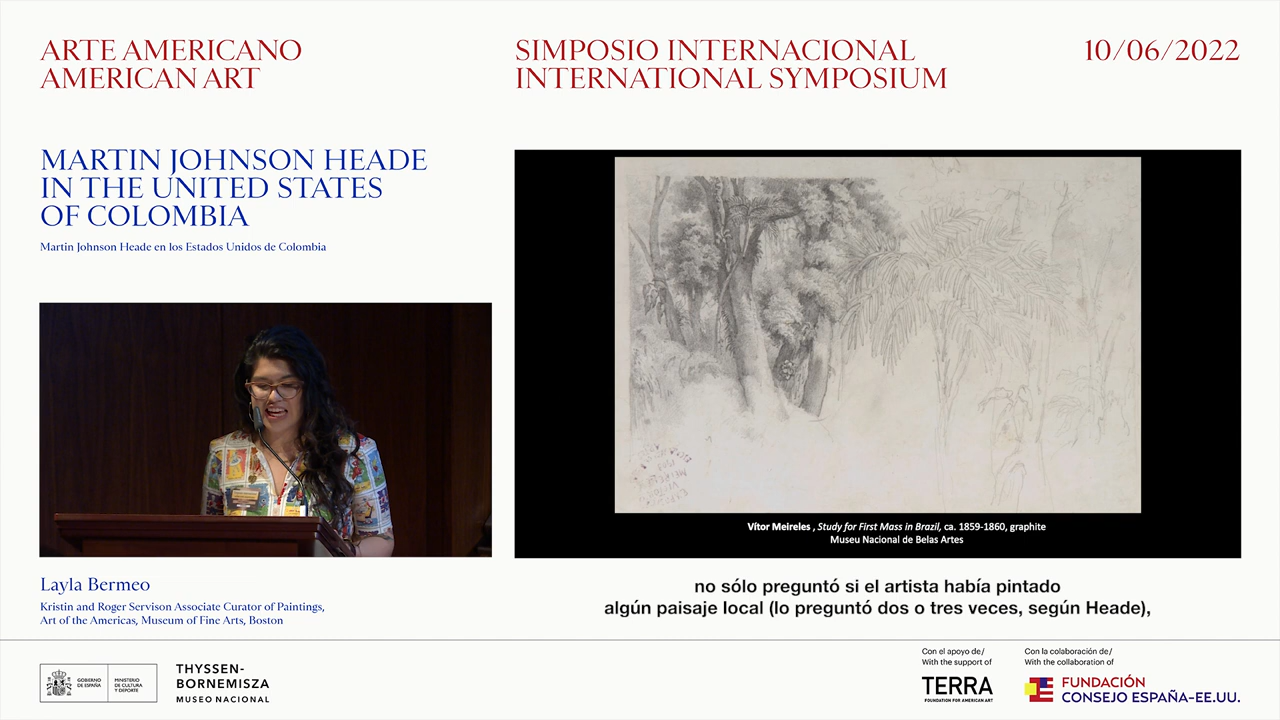 ARTE AMERICANO
AMERICAN ART
SIMPOSIO INTERNACIONAL
INTERNATIONAL SYMPOSIUM
10/06/2022
MARTIN JOHNSON HEADE
IN THE UNITED STATES
OF COLOMBIA
Martin Johnson Heade en los Estados Unidos de Colombia
Vítor Meireles , Study for First Mass in Brazil, ca. 1859-1860, graphite
Museu Nacional de Belas Artes
Layla Bermeo
Kristin and Roger Servison Associate Curator of Paintings,
Art of the Americas, Museum of Fine Arts, Boston
no sólo preguntó si el artista había pintado
algún paisaje local (lo preguntó dos o tres veces, según Heade),
GOBIERNO
DE ESPAÑA
MINISTERIO
DE CULTURA
Y DEPORTE
THYSSEN-
BORNEMISZA
MUSEO NACIONAL
Con el apoyo de/
With the support of
TERRA
FOUNDATION FOR AMERICAN ART
Con la colaboración de/
With the collaboration of
FUNDACIÓN
CONSEJO ESPAÑA-EE.UU.